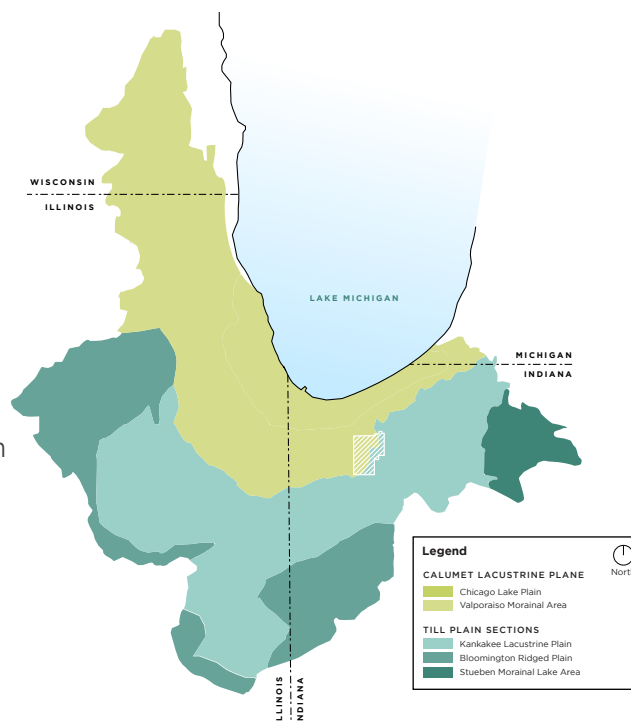 WISCONSIN
ILLINOIS
LAKE MICHIGAN
MICHIGAN
INDIANA
n
Legend
North
CALUMET LACUSTRINE PLANE
Chicago Lake Plain
Valporaiso Morainal Area
TILL PLAIN SECTIONS
Kankakee Lacustrine Plain
Bloomington Ridged Plain
Stueben Morainal Lake Area
ILLINOIS
INDIANA